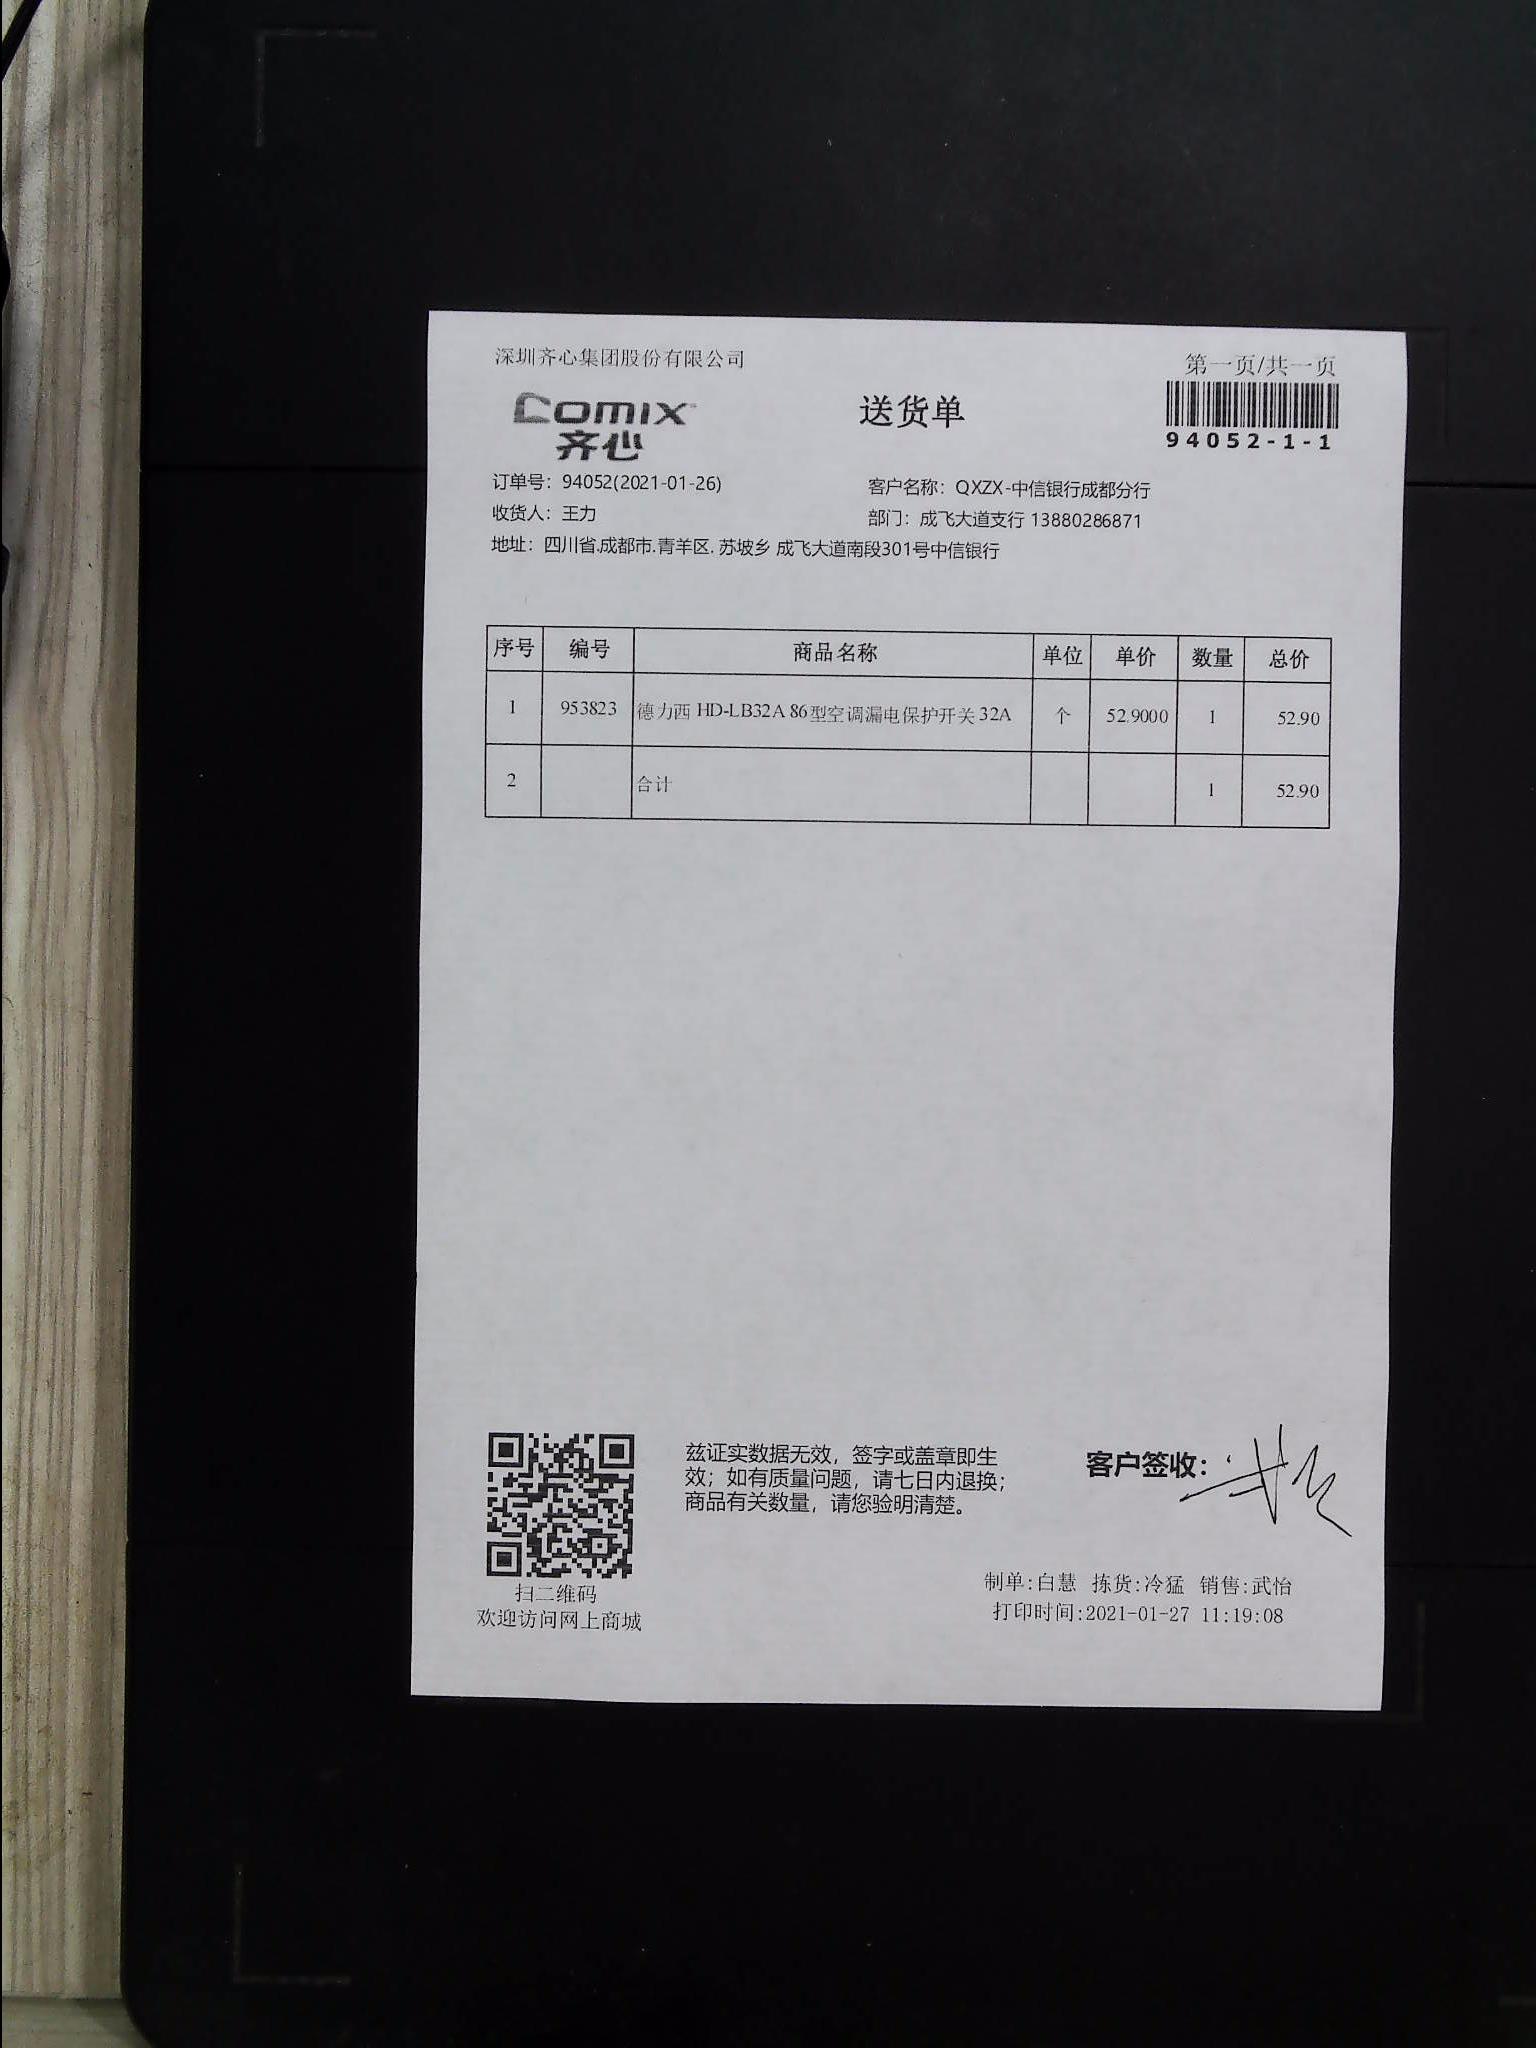 深圳齐心集团股份有限公司
第一页/共一页
comix
齐心
送货单
94052-1-1
订单号：94052(2021-01-26)
客户名称：QXZX-中信银行成都分行
收货人：王力
部门：成飞大道支行 13880286871
地址：四川省.成都市.青羊区.苏坡乡 成飞大道南段301号中信银行
序号 编号 商品名称 单位 单价 数量 总价
1 953823 德力西 HD-LB32A 86型空调漏电保护开关 32A 个 52.9000 1 52.90
2 合计 1 52.90
兹证实数据无效，签字或盖章即生
效；如有质量问题，请七日内退换；
商品有关数量，请您验明清楚。
客户签收：
扫二维码
欢迎访问网上商城
制单:白慧 拣货:冷猛 销售:武怡
打印时间:2021-01-27 11:19:08